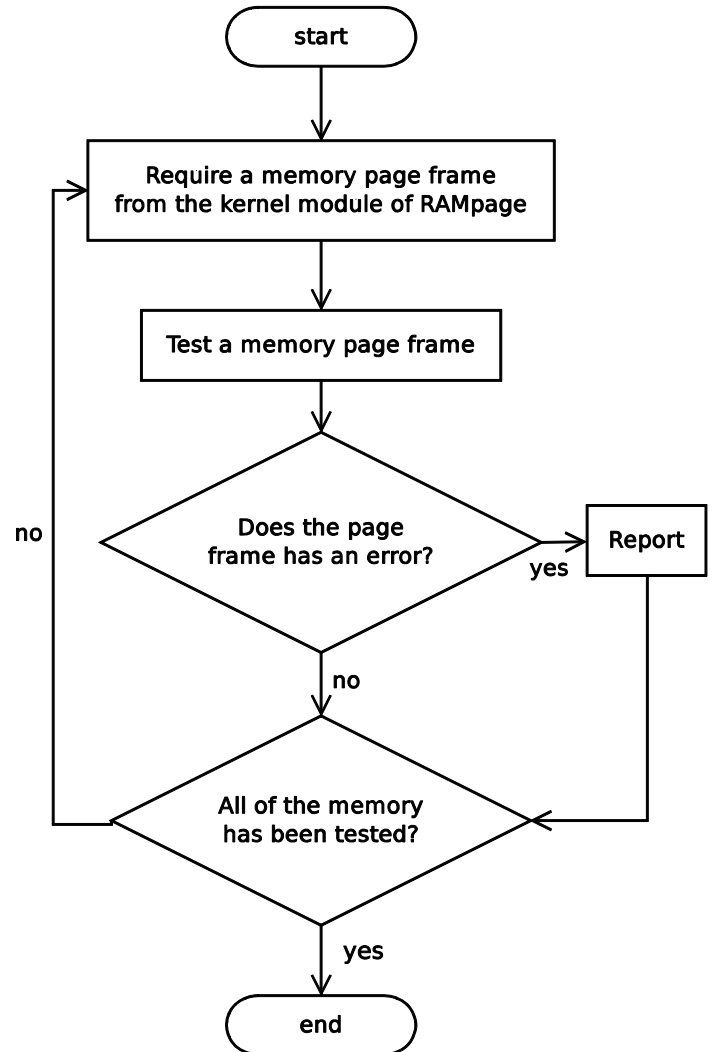 start
Require a memory page frame
from the kernel module of RAMpage
Test a memory page frame
Does the page
frame has an error?
yes
Report
no
no
All of the memory
has been tested?
yes
end